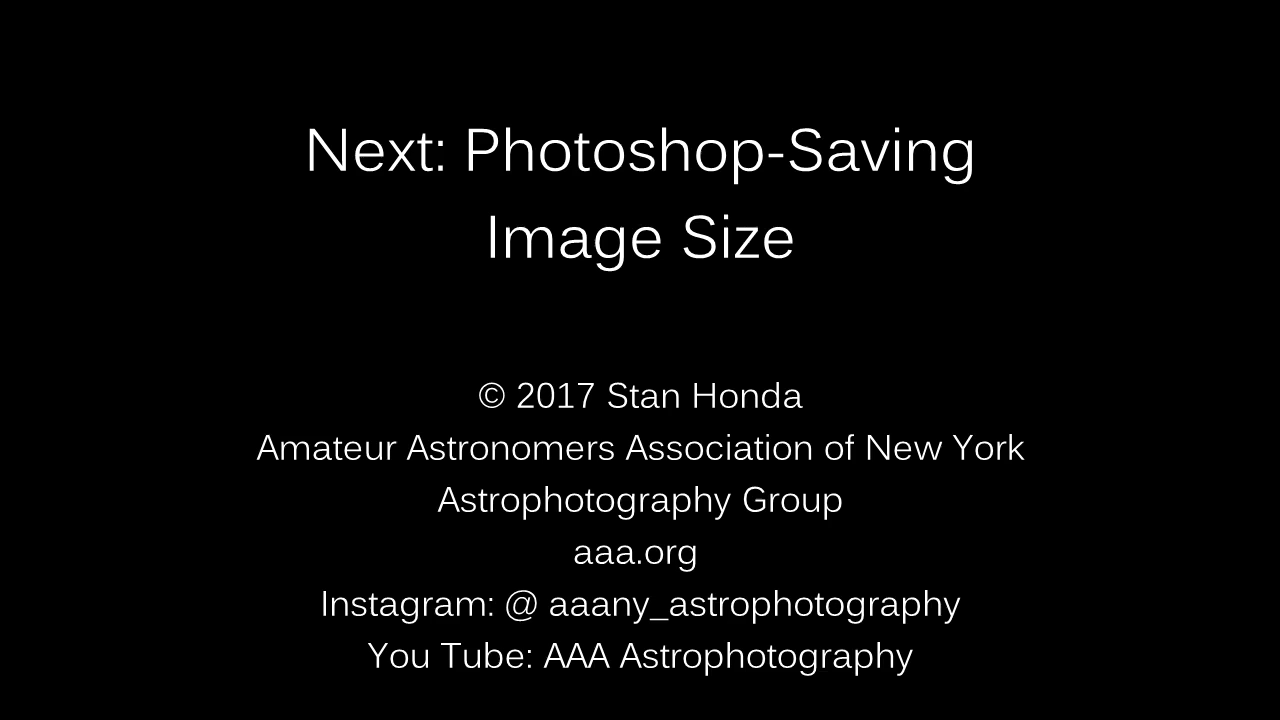 Next: Photoshop-Saving
Image Size
© 2017 Stan Honda
Amateur Astronomers Association of New York
Astrophotography Group
aaa.org
Instagram: @ aaany_astrophotography
You Tube: AAA Astrophotography